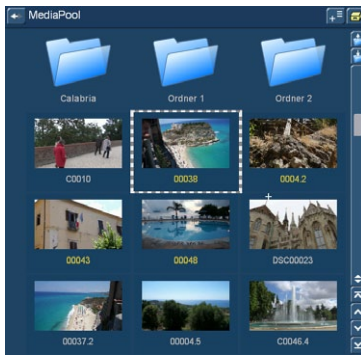 MediaPool
Calabria
Ordner 1
Ordner 2
C0010
00038
0004.2
00043
00048
DSC00023
00037.2
00004.5
C0046.4